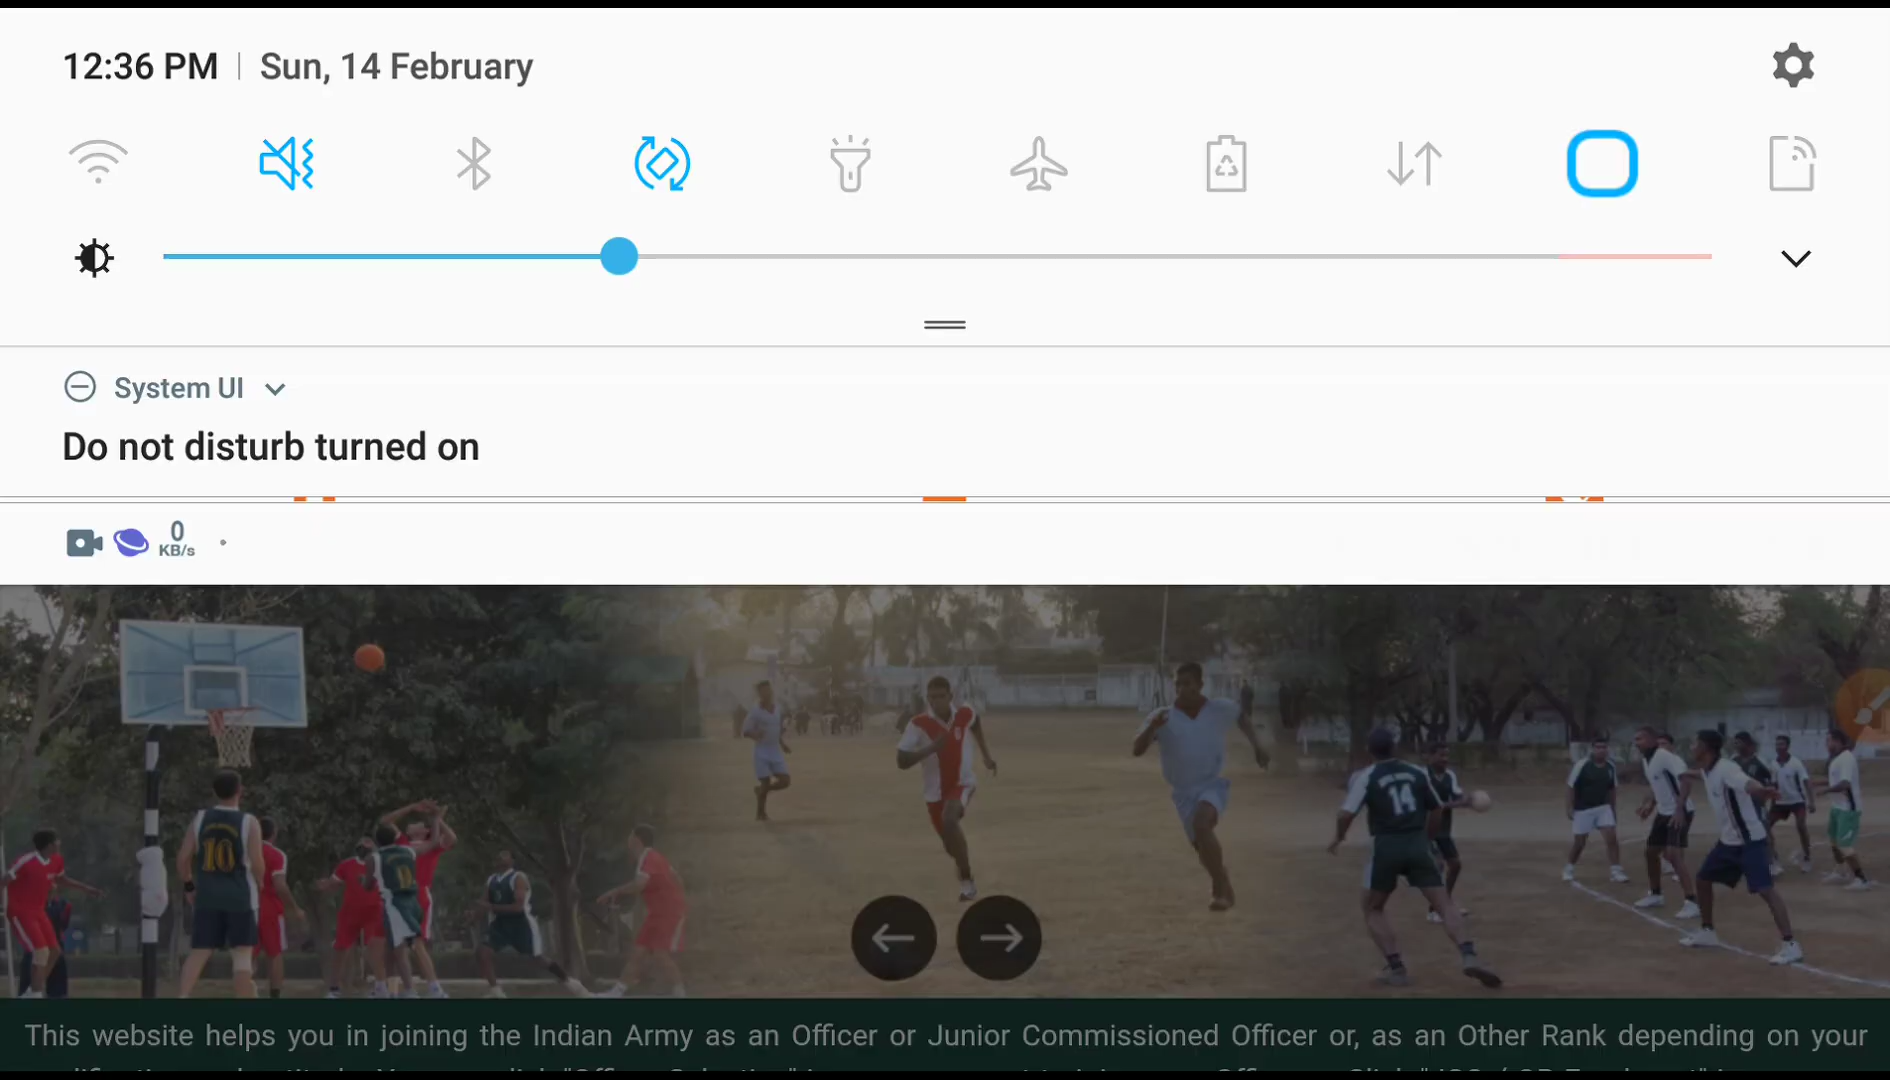 12:36 PM | Sun, 14 February
System UI
Do not disturb turned on
0
KB/s
10
14
This website helps you in joining the Indian Army as an Officer or Junior Commissioned Officer or, as an Other Rank depending on your